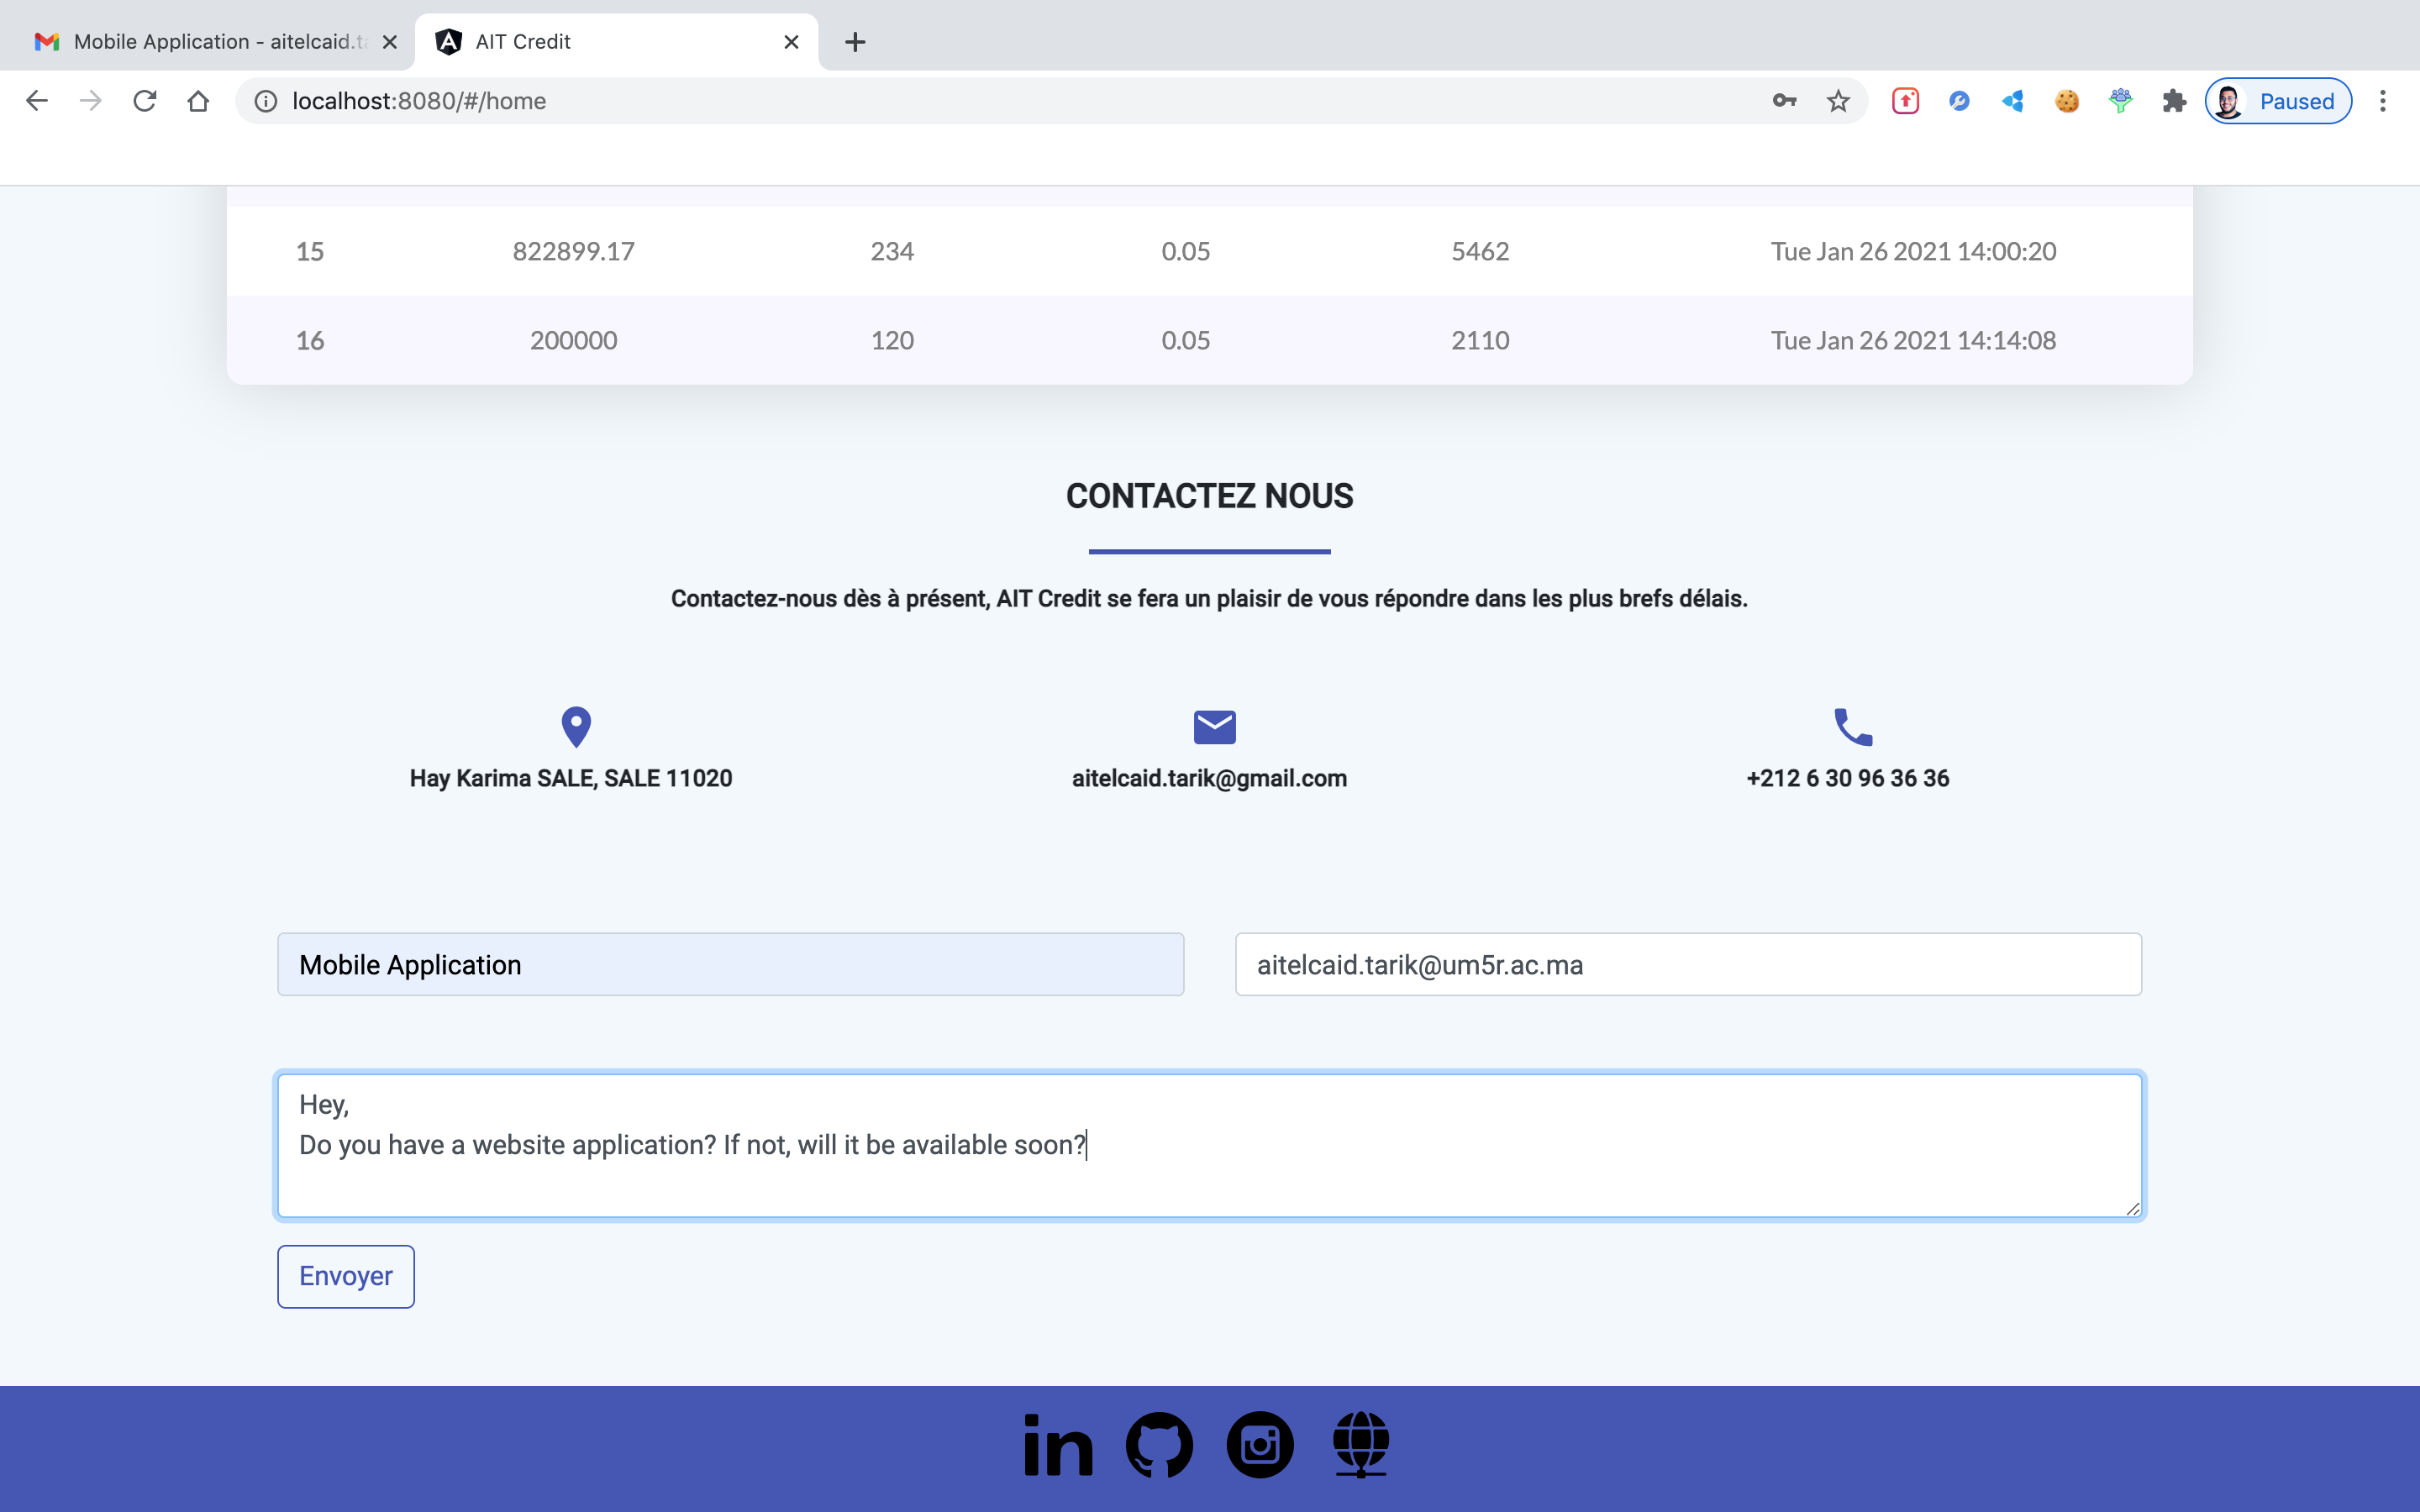 Mobile Application - aitelcaid.ta
AIT Credit
localhost:8080/#/home
Paused
15 822899.17 234 0.05 5462 Tue Jan 26 2021 14:00:20
16 200000 120 0.05 2110 Tue Jan 26 2021 14:14:08
CONTACTEZ NOUS
Contactez-nous dès à présent, AIT Credit se fera un plaisir de vous répondre dans les plus brefs délais.
Hay Karima SALE, SALE 11020
aitelcaid.tarik@gmail.com
+212 6 30 96 36 36
Mobile Application
aitelcaid.tarik@um5r.ac.ma
Hey,
Do you have a website application? If not, will it be available soon?
Envoyer
in